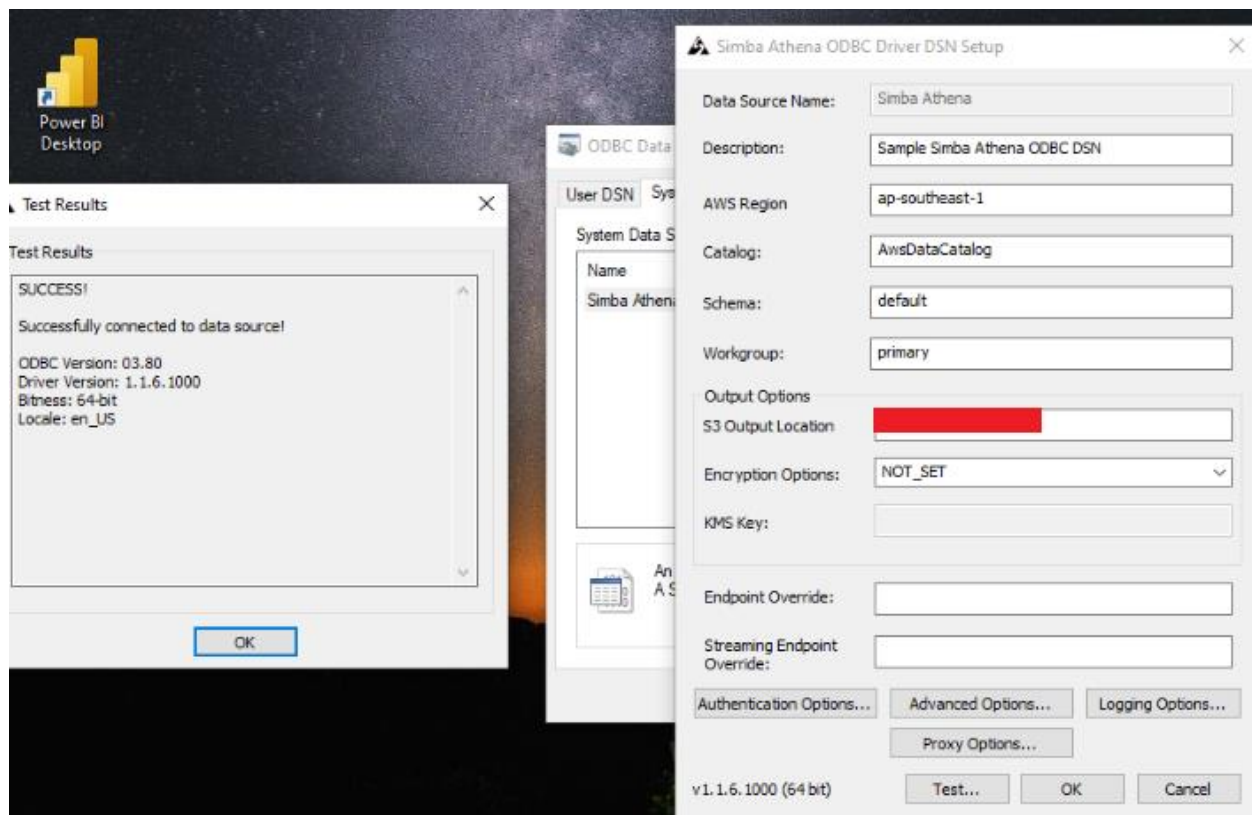 Power BI
Desktop
Test Results
Test Results
SUCCESS!
Successfully connected to data source!
ODBC Version: 03.80
Driver Version: 1.1.6.1000
Bitness: 64-bit
Locale: en_US
OK
ODBC Data
User DSN Sys
System Data S
Name
Simba Athena
An
A S
Simba Athena ODBC Driver DSN Setup
Data Source Name: Simba Athena
Description: Sample Simba Athena ODBC DSN
AWS Region ap-southeast-1
Catalog: AwsDataCatalog
Schema: default
Workgroup: primary
Output Options
S3 Output Location
Encryption Options: NOT_SET
KMS Key:
Endpoint Override:
Streaming Endpoint
Override:
Authentication Options... Advanced Options... Logging Options...
Proxy Options...
v1.1.6.1000 (64 bit) Test... OK Cancel